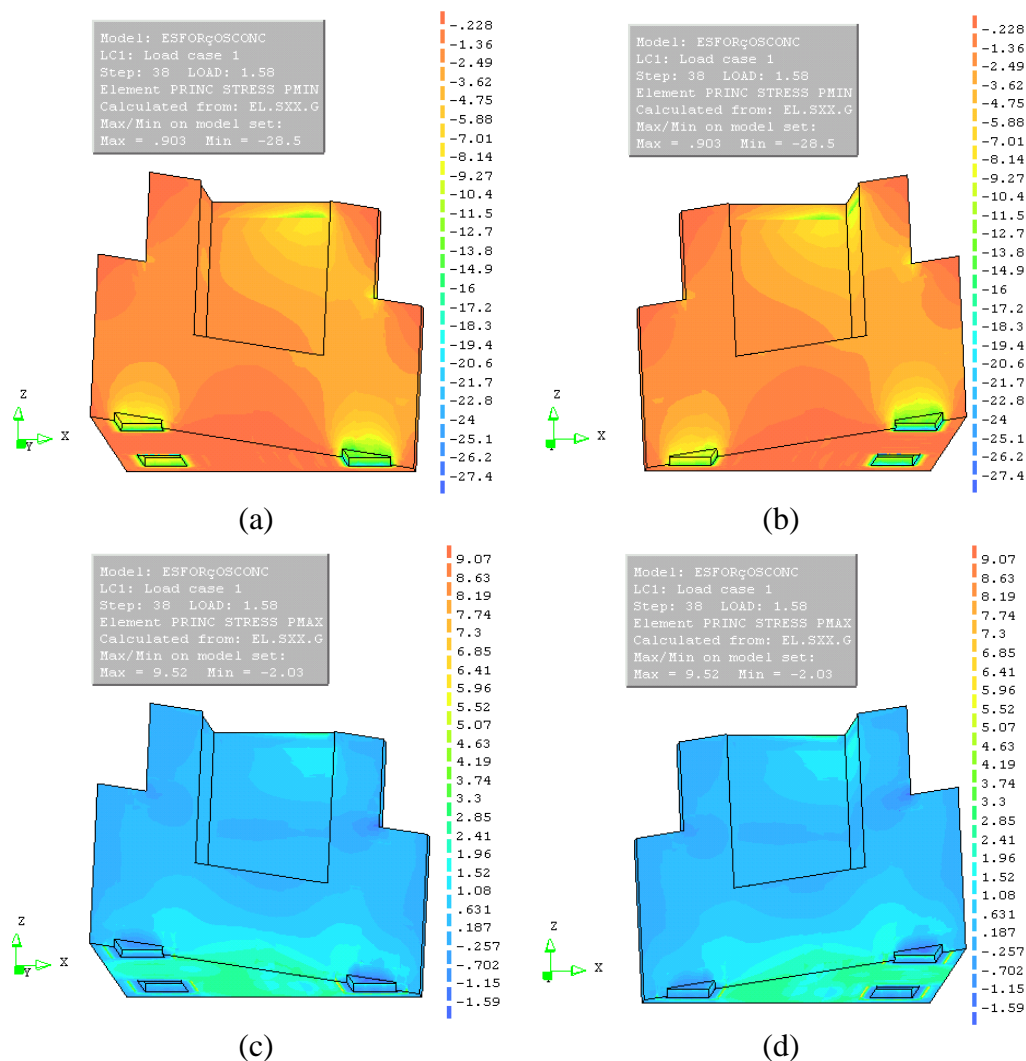 Model: ESFORçOSCONC
LC1: Load case 1
Step: 38 LOAD: 1.58
Element PRINC STRESS PMIN
Calculated from: EL.SXX.G
Max/Min on model set:
Max = .903 Min = -28.5
-.228
-1.36
-2.49
-3.62
-4.75
-5.88
-7.01
-8.14
-9.27
-10.4
-11.5
-12.7
-13.8
-14.9
-16
-17.2
-18.3
-19.4
-20.6
-21.7
-22.8
-24
-25.1
-26.2
-27.4
Z
X
Y
(a)
Model: ESFORçOSCONC
LC1: Load case 1
Step: 38 LOAD: 1.58
Element PRINC STRESS PMIN
Calculated from: EL.SXX.G
Max/Min on model set:
Max = .903 Min = -28.5
-.228
-1.36
-2.49
-3.62
-4.75
-5.88
-7.01
-8.14
-9.27
-10.4
-11.5
-12.7
-13.8
-14.9
-16
-17.2
-18.3
-19.4
-20.6
-21.7
-22.8
-24
-25.1
-26.2
-27.4
Z
X
(b)
Model: ESFORçOSCONC
LC1: Load case 1
Step: 38 LOAD: 1.58
Element PRINC STRESS PMAX
Calculated from: EL.SXX.G
Max/Min on model set:
Max = 9.52 Min = -2.03
9.07
8.63
8.19
7.74
7.3
6.85
6.41
5.96
5.52
5.07
4.63
4.19
3.74
3.3
2.85
2.41
1.96
1.52
1.08
.631
.187
-.257
-.702
-1.15
-1.59
Z
X
Y
(c)
Model: ESFORçOSCONC
LC1: Load case 1
Step: 38 LOAD: 1.58
Element PRINC STRESS PMAX
Calculated from: EL.SXX.G
Max/Min on model set:
Max = 9.52 Min = -2.03
9.07
8.63
8.19
7.74
7.3
6.85
6.41
5.96
5.52
5.07
4.63
4.19
3.74
3.3
2.85
2.41
1.96
1.52
1.08
.631
.187
-.257
-.702
-1.15
-1.59
Z
X
(d)